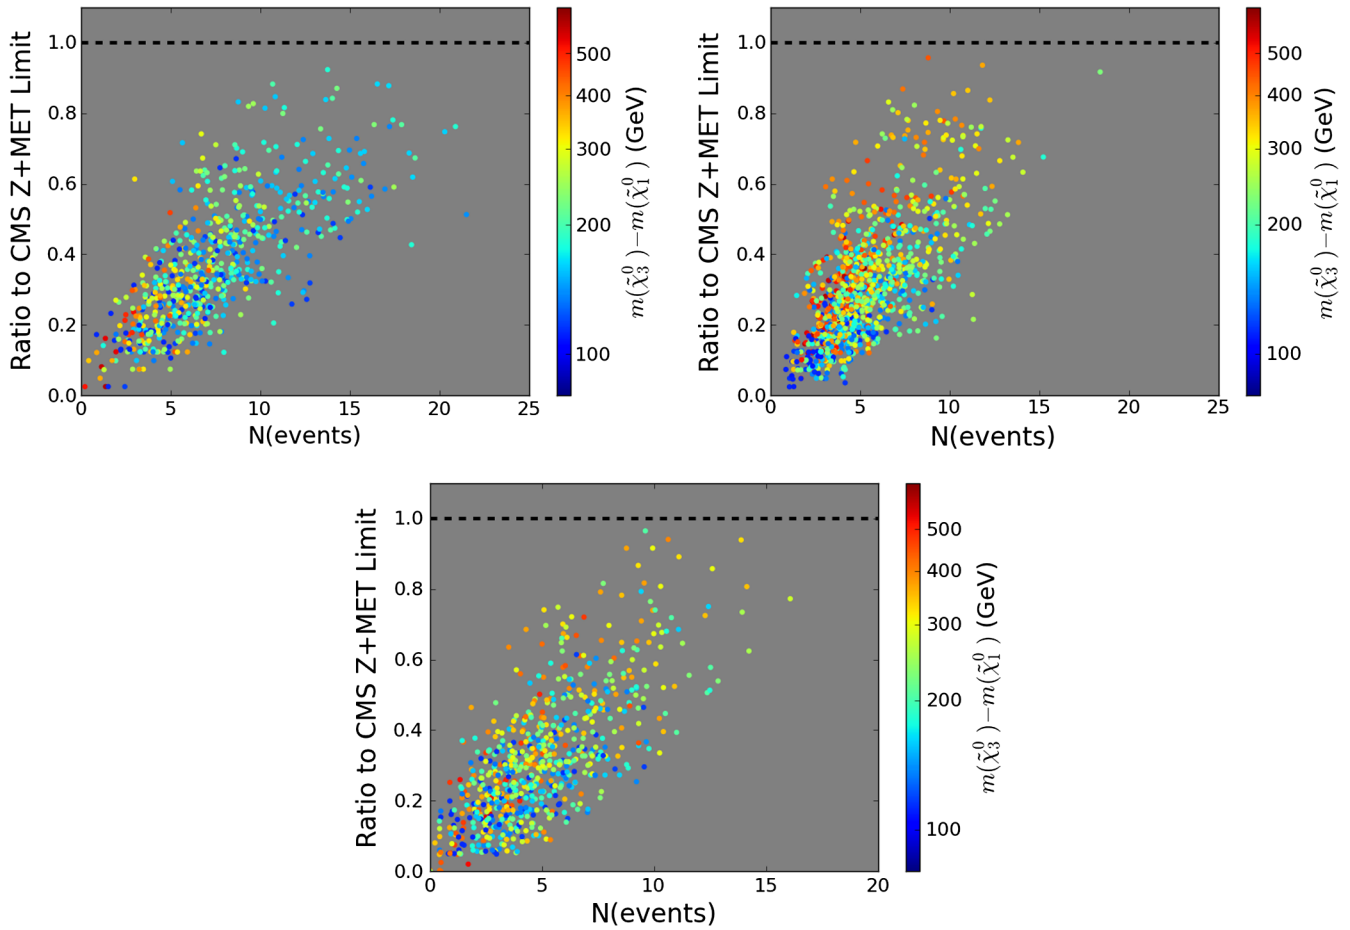 Ratio to CMS Z+MET Limit
1.0
0.8
0.6
0.4
0.2
0.0
0 5 10 15 20 25
N(events)
500
400
300
200
100
m(χ̃⁰₃)−m(χ̃⁰₁) (GeV)
Ratio to CMS Z+MET Limit
1.0
0.8
0.6
0.4
0.2
0.0
0 5 10 15 20 25
N(events)
500
400
300
200
100
m(χ̃⁰₃)−m(χ̃⁰₁) (GeV)
Ratio to CMS Z+MET Limit
1.0
0.8
0.6
0.4
0.2
0.0
0 5 10 15 20
N(events)
500
400
300
200
100
m(χ̃⁰₃)−m(χ̃⁰₁) (GeV)